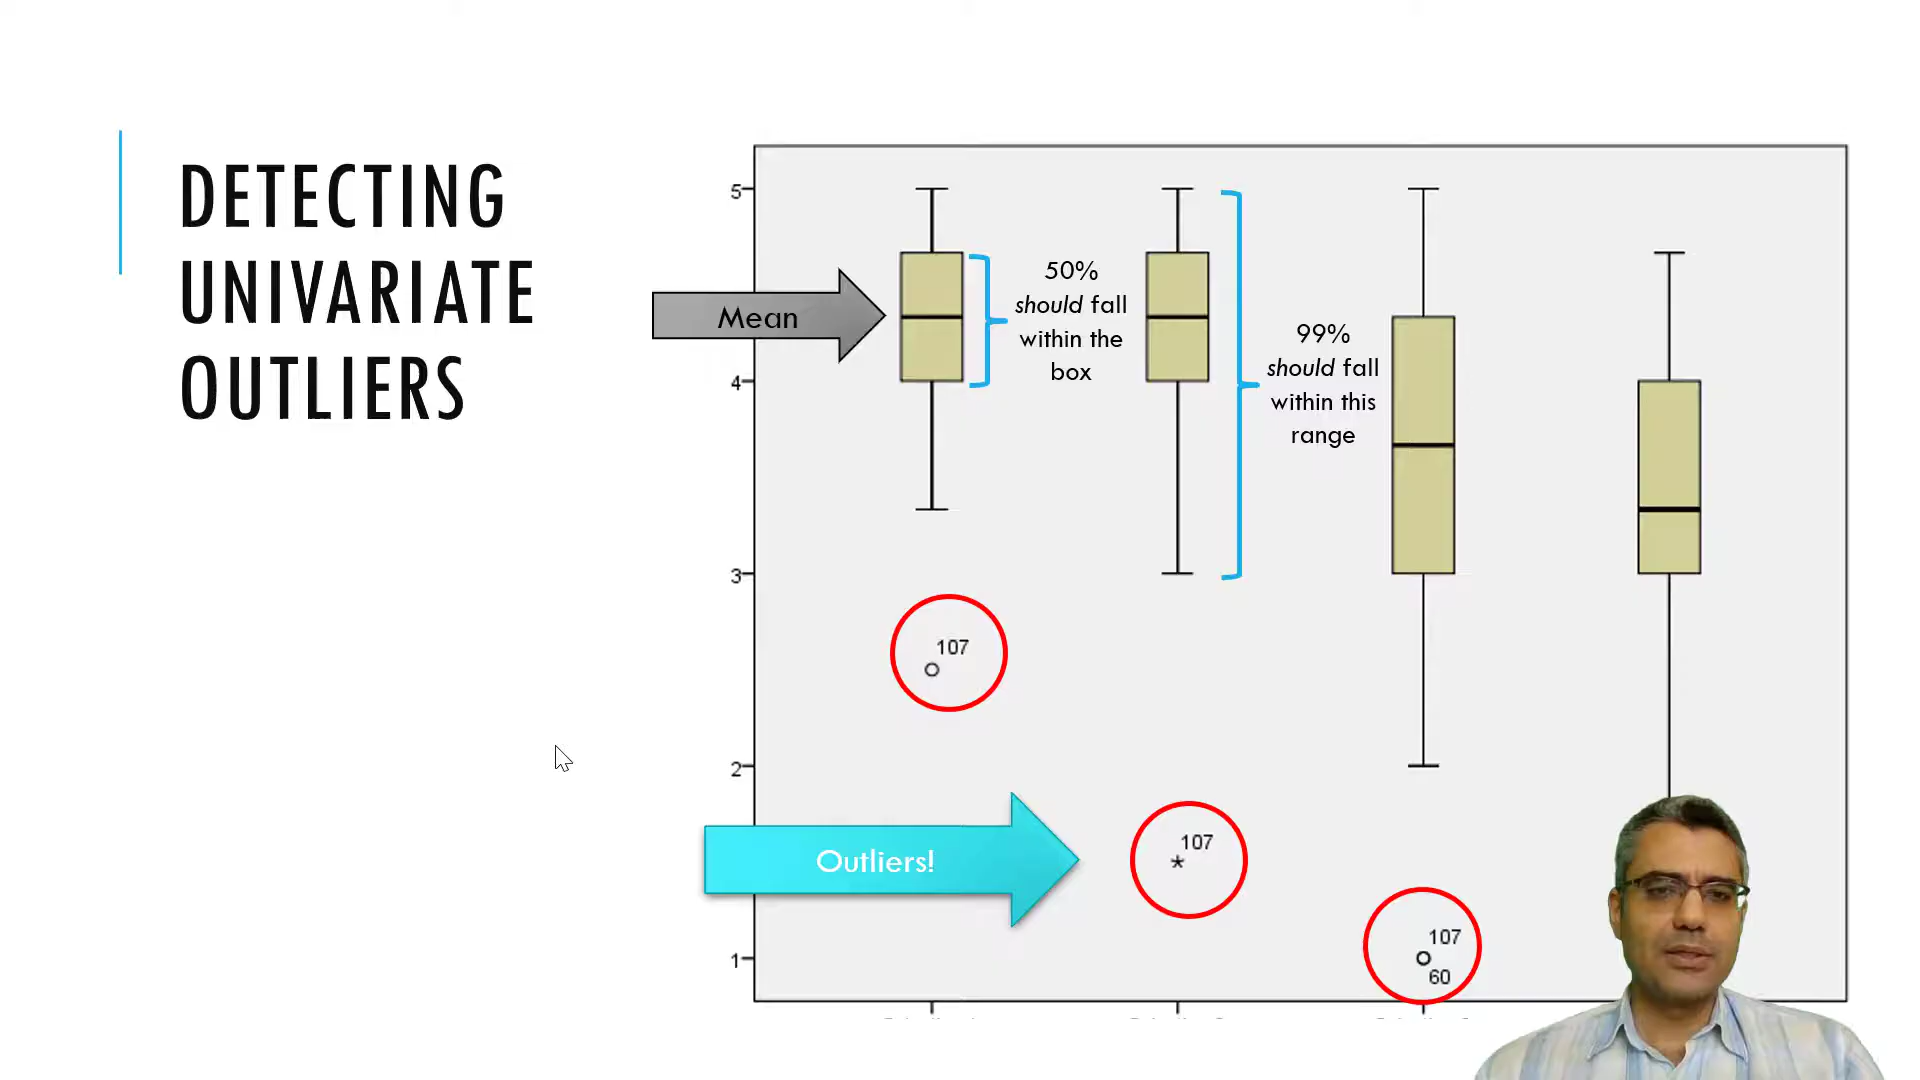 DETECTING
UNIVARIATE
OUTLIERS
5
4
3
2
1
Mean
50%
should fall
within the
box
99%
should fall
within this
range
107
Outliers!
107
107
60